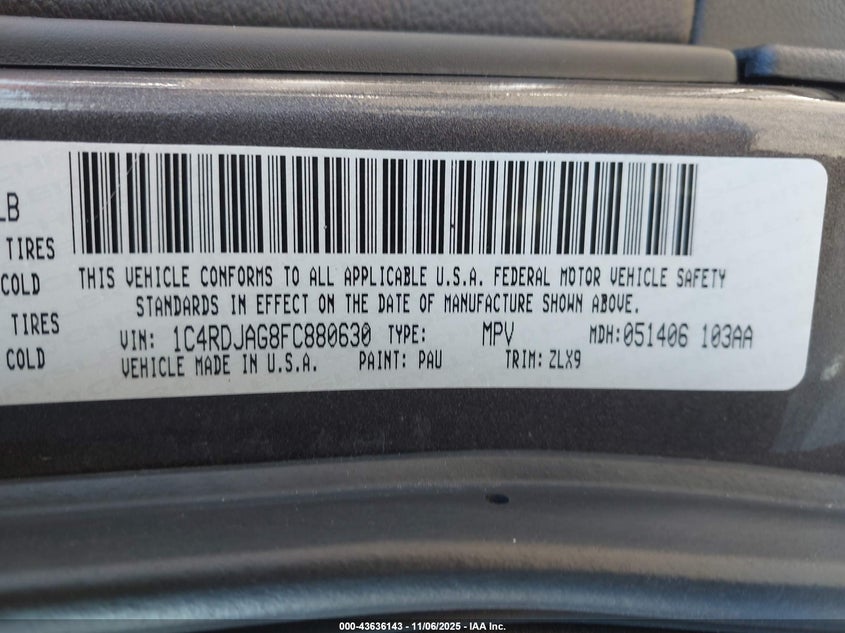 LB
TIRES
COLD
TIRES
COLD
THIS VEHICLE CONFORMS TO ALL APPLICABLE U.S.A. FEDERAL MOTOR VEHICLE SAFETY
STANDARDS IN EFFECT ON THE DATE OF MANUFACTURE SHOWN ABOVE.
VIN: 1C4RDJAG8FC880630 TYPE: MPV MDH:051406 103AA
VEHICLE MADE IN U.S.A. PAINT: PAU TRIM: ZLX9
000-43636143 - 11/06/2025 - IAA Inc.